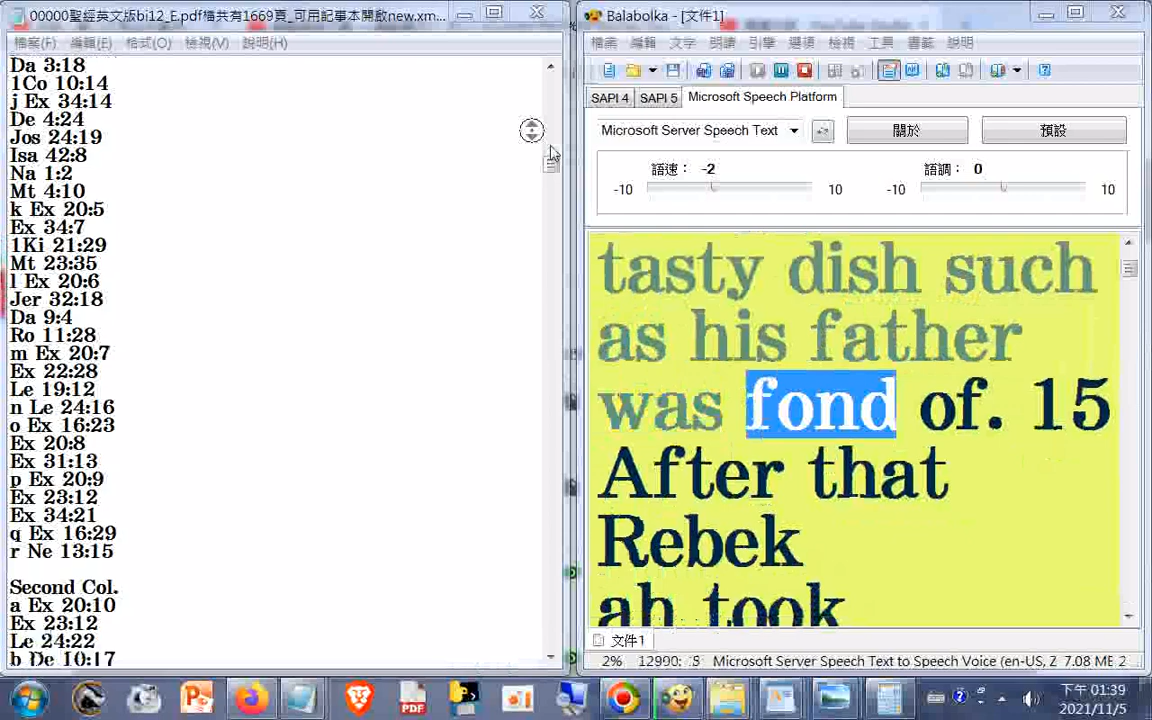 00000聖經英文版bi12_E.pdf檔共有1669頁_可用記事本開啟new.xm...
檔案(F) 編輯(E) 格式(O) 檢視(V) 說明(H)
Da 3:18
1Co 10:14
j Ex 34:14
De 4:24
Jos 24:19
Isa 42:8
Na 1:2
Mt 4:10
k Ex 20:5
Ex 34:7
1Ki 21:29
Mt 23:35
l Ex 20:6
Jer 32:18
Da 9:4
Ro 11:28
m Ex 20:7
Ex 22:28
Le 19:12
n Le 24:16
o Ex 16:23
Ex 20:8
Ex 31:13
p Ex 20:9
Ex 23:12
Ex 34:21
q Ex 16:29
r Ne 13:15
Second Col.
a Ex 20:10
Ex 23:12
Le 24:22
b De 10:17
Balabolka - [文件1]
檔案 編輯 文字 朗讀 引擎 選項 檢視 工具 書籤 說明
SAPI 4 SAPI 5 Microsoft Speech Platform
Microsoft Server Speech Text 關於 預設
語速： -2 語調： 0
-10 10 -10 10
tasty dish such
as his father
was fond of. 15
After that
Rebek
ah took
文件1
2% 12990: Microsoft Server Speech Text to Speech Voice (en-US, Z 7.08 MB 2
下午 01:39
2021/11/5